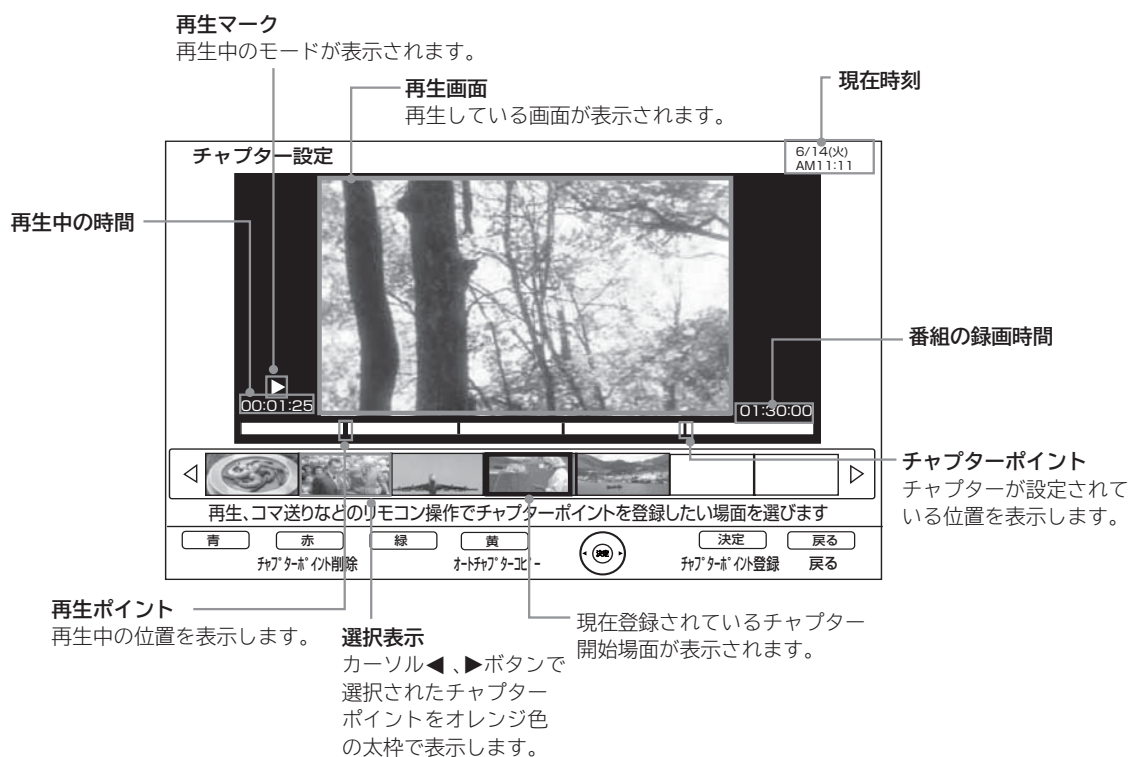 再生マーク
再生中のモードが表示されます。
再生画面
再生している画面が表示されます。
現在時刻
チャプター設定
6/14(火)
AM11:11
再生中の時間
番組の録画時間
00:01:25
01:30:00
チャプターポイント
チャプターが設定されて
いる位置を表示します。
再生、コマ送りなどのリモコン操作でチャプターポイントを登録したい場面を選びます
青 赤 緑 黄 決定 決定 戻る
ﾁｬﾌﾟﾀｰﾎﾟｲﾝﾄ削除 ｵｰﾄﾁｬﾌﾟﾀｰｺﾋﾟｰ ﾁｬﾌﾟﾀｰﾎﾟｲﾝﾄ登録 戻る
再生ポイント
再生中の位置を表示します。
選択表示
カーソル◀、▶ボタンで
選択されたチャプター
ポイントをオレンジ色
の太枠で表示します。
現在登録されているチャプター
開始場面が表示されます。